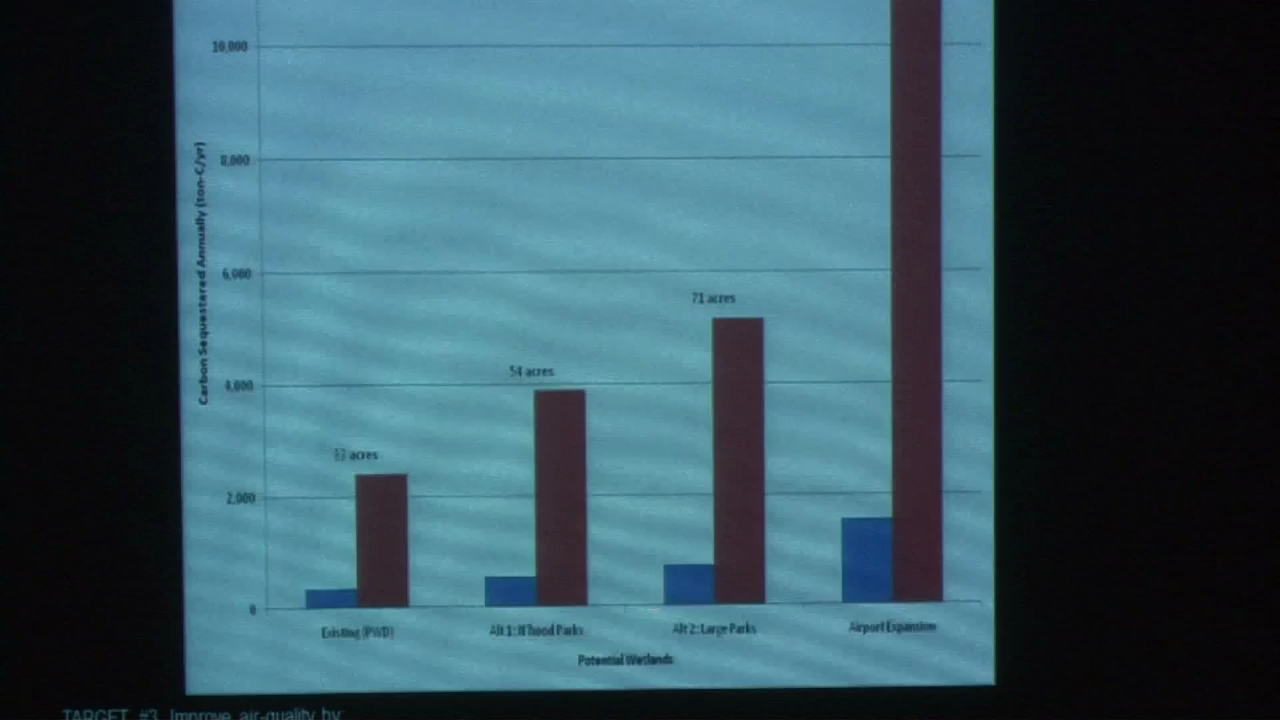 10,000
8,000
6,000
4,000
2,000
0
Carbon Sequestered Annually (ton-C/yr)
acres
54 acres
71 acres
Existing (PWD)
Alt 1: N'hood Parks
Alt 2: Large Parks
Airport Expansion
Potential Wetlands
TARGET #3 Improve air-quality by: